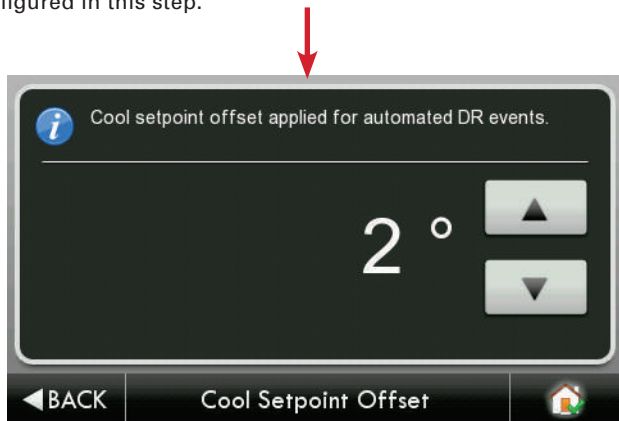 figured in this step.
Cool setpoint offset applied for automated DR events.
2 °
BACK
Cool Setpoint Offset